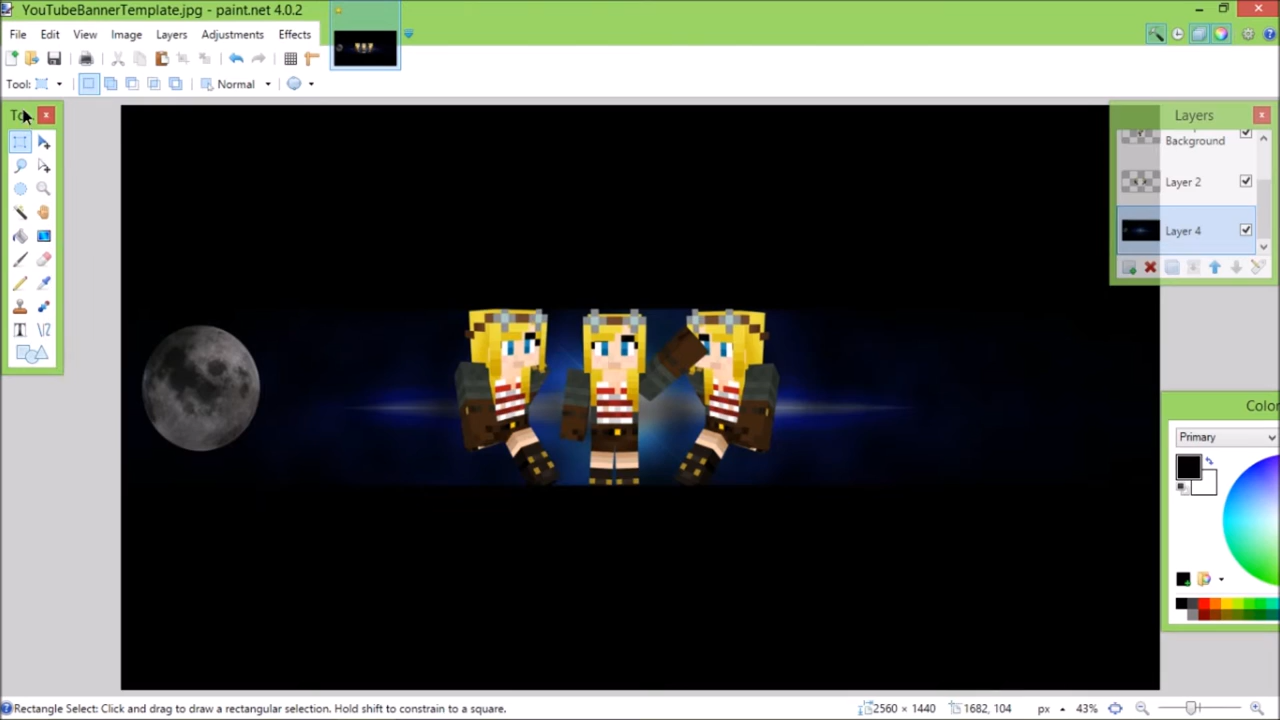 YouTubeBannerTemplate.jpg - paint.net 4.0.2
File Edit View Image Layers Adjustments Effects
Tool: Normal
Layers
Background
Layer 2
Layer 4
Primary
Rectangle Select: Click and drag to draw a rectangular selection. Hold shift to constrain to a square.
2560 × 1440
1682, 104
px
43%